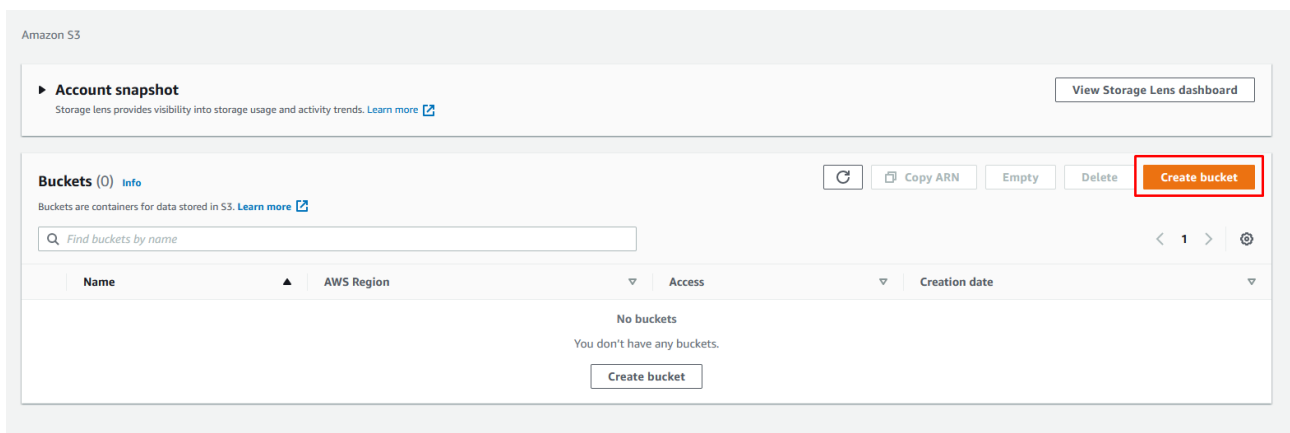 Amazon S3
Account snapshot
View Storage Lens dashboard
Storage lens provides visibility into storage usage and activity trends. Learn more
Buckets (0) Info
Copy ARN
Empty
Delete
Create bucket
Buckets are containers for data stored in S3. Learn more
Find buckets by name
1
Name
AWS Region
Access
Creation date
No buckets
You don't have any buckets.
Create bucket